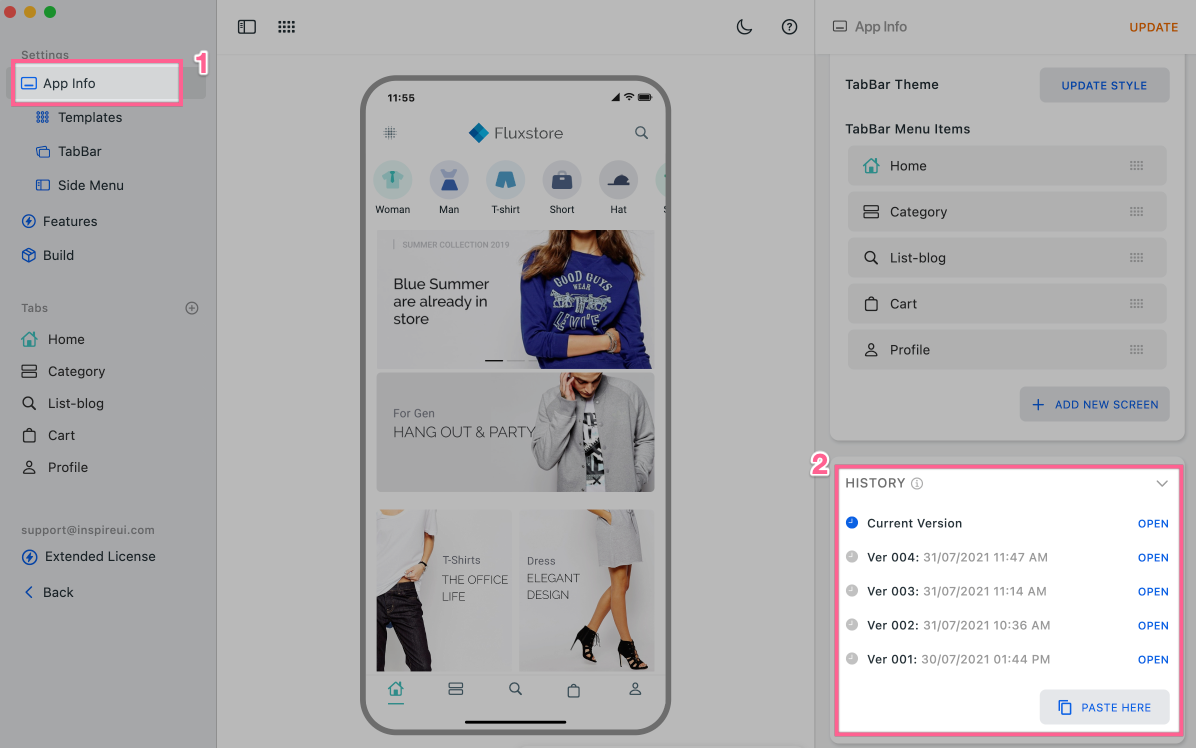 Settings
1
App Info
Templates
TabBar
Side Menu
Features
Build
Tabs
Home
Category
List-blog
Cart
Profile
support@inspireui.com
Extended License
Back
11:55
Fluxstore
Woman
Man
T-shirt
Short
Hat
S
SUMMER COLLECTION 2019
Blue Summer
are already in
store
GOOD GUYS
WEAR
LEVI'S
For Gen
HANG OUT & PARTY
T-Shirts
THE OFFICE
LIFE
Dress
ELEGANT
DESIGN
App Info
UPDATE
TabBar Theme
UPDATE STYLE
TabBar Menu Items
Home
Category
List-blog
Cart
Profile
ADD NEW SCREEN
2
HISTORY
Current Version OPEN
Ver 004: 31/07/2021 11:47 AM OPEN
Ver 003: 31/07/2021 11:14 AM OPEN
Ver 002: 31/07/2021 10:36 AM OPEN
Ver 001: 30/07/2021 01:44 PM OPEN
PASTE HERE